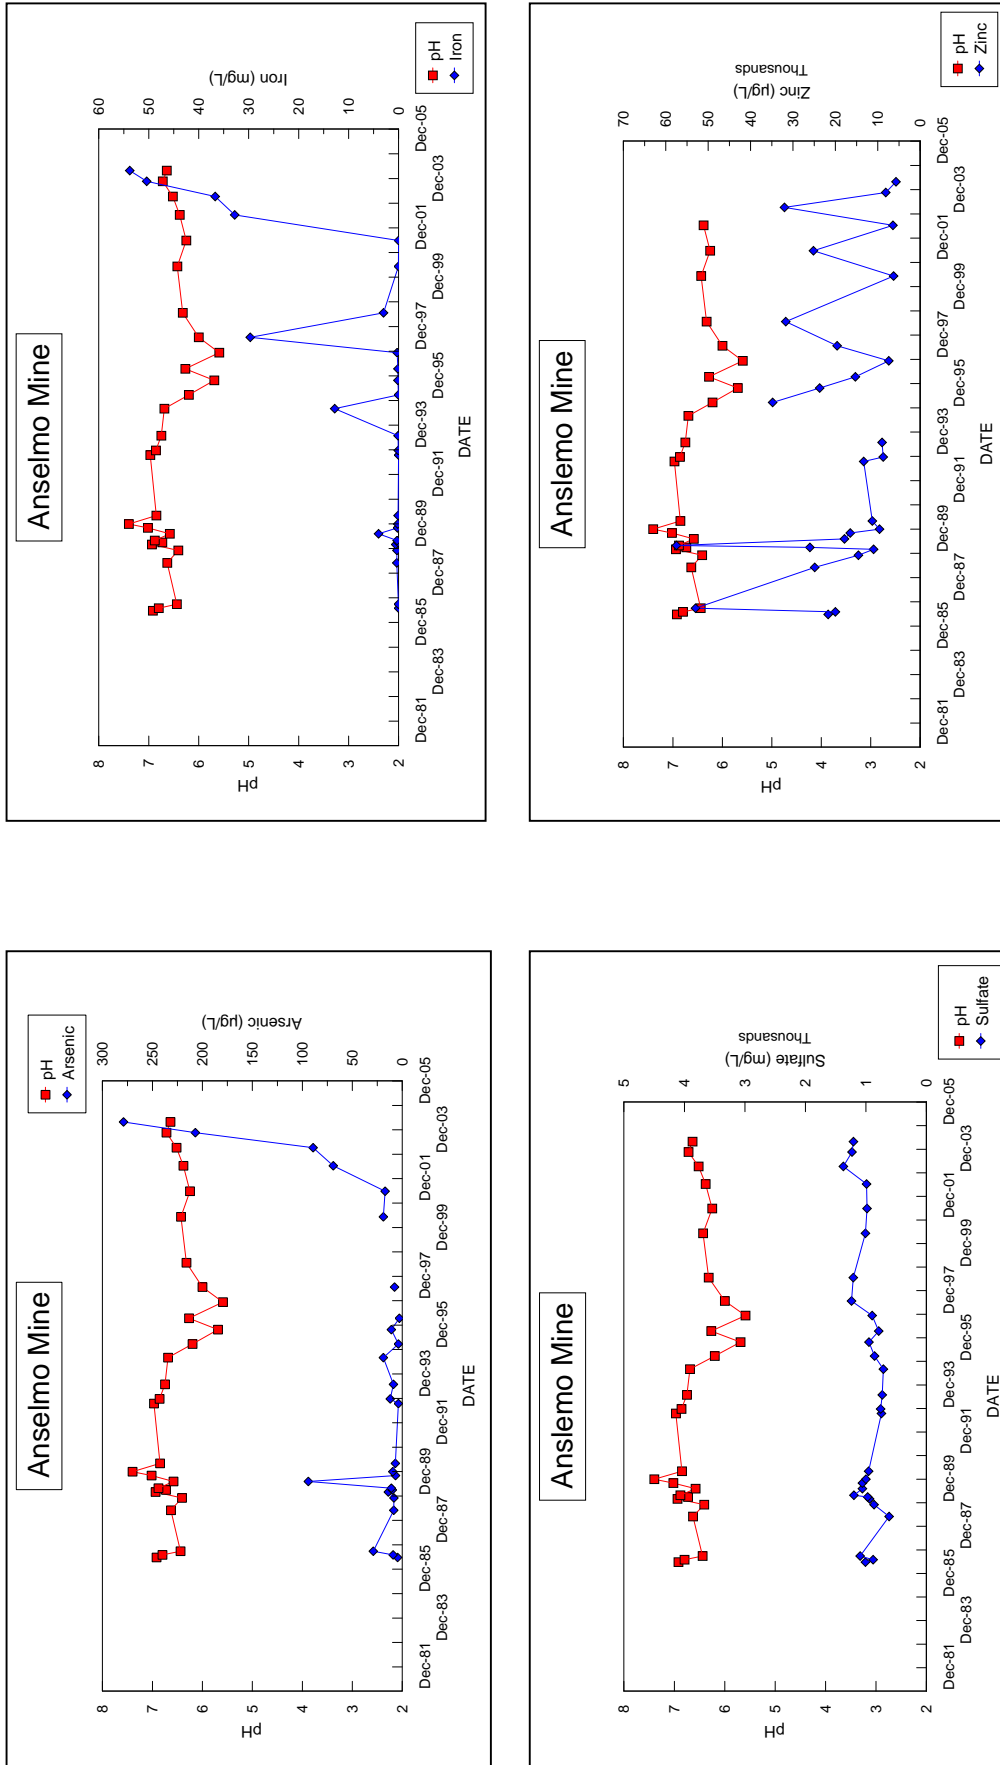 Anselmo Mine
pH
Arsenic
pH
8
7
6
5
4
3
2
Dec-81
Dec-83
Dec-85
Dec-87
Dec-89
Dec-91
Dec-93
Dec-95
Dec-97
Dec-99
Dec-01
Dec-03
Dec-05
DATE
300
250
200
150
100
50
0
Arsenic (µg/L)
Anselmo Mine
pH
8
7
6
5
4
3
2
Dec-81
Dec-83
Dec-85
Dec-87
Dec-89
Dec-91
Dec-93
Dec-95
Dec-97
Dec-99
Dec-01
Dec-03
Dec-05
DATE
60
50
40
30
20
10
0
Iron (mg/L)
pH
Iron
Anslemo Mine
pH
8
7
6
5
4
3
2
Dec-81
Dec-83
Dec-85
Dec-87
Dec-89
Dec-91
Dec-93
Dec-95
Dec-97
Dec-99
Dec-01
Dec-03
Dec-05
DATE
5
4
3
2
1
0
Sulfate (mg/L)
Thousands
pH
Sulfate
Anslemo Mine
pH
8
7
6
5
4
3
2
Dec-81
Dec-83
Dec-85
Dec-87
Dec-89
Dec-91
Dec-93
Dec-95
Dec-97
Dec-99
Dec-01
Dec-03
Dec-05
DATE
70
60
50
40
30
20
10
0
Zinc (µg/L)
Thousands
pH
Zinc